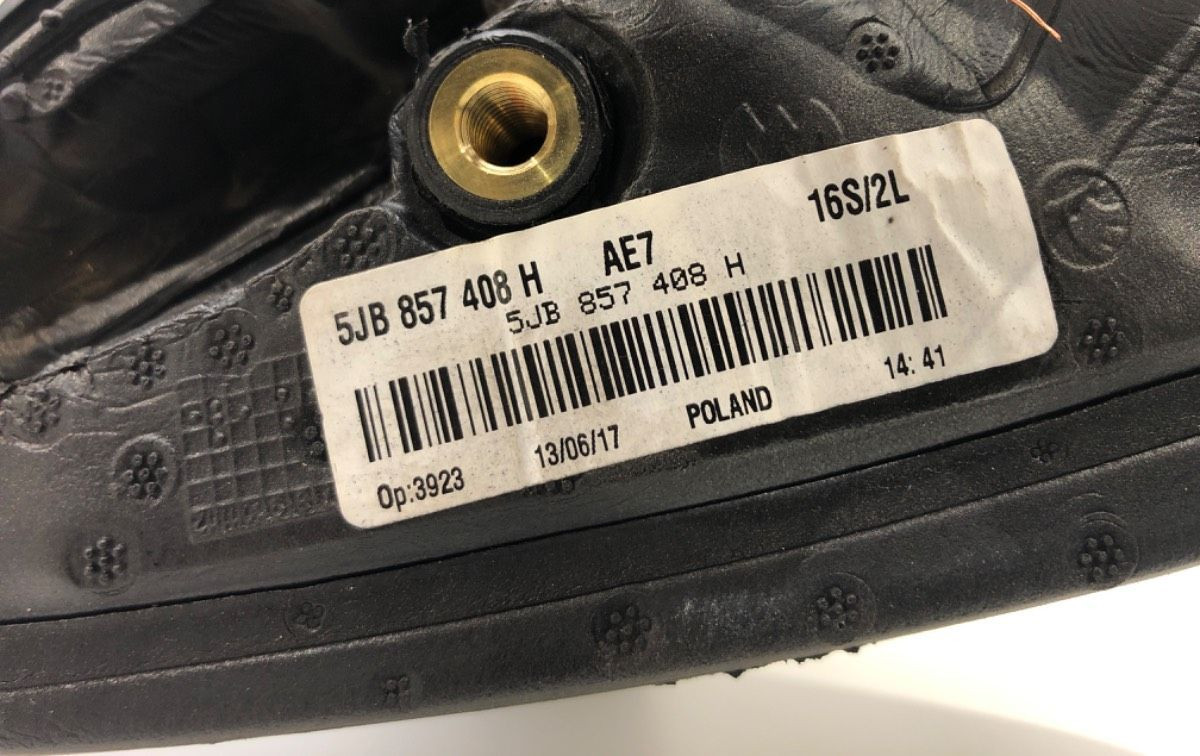 16S/2L
5JB 857 408 H AE7
5JB 857 408 H
Op:3923 13/06/17 POLAND 14:41